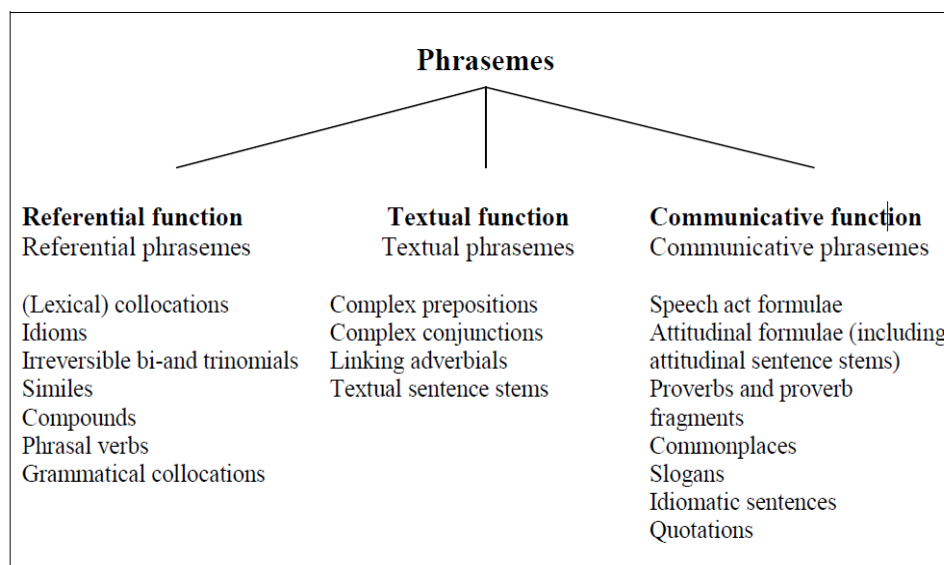 Phrasemes
Referential function
Referential phrasemes
(Lexical) collocations
Idioms
Irreversible bi-and trinomials
Similes
Compounds
Phrasal verbs
Grammatical collocations
Textual function
Textual phrasemes
Complex prepositions
Complex conjunctions
Linking adverbials
Textual sentence stems
Communicative function
Communicative phrasemes
Speech act formulae
Attitudinal formulae (including
attitudinal sentence stems)
Proverbs and proverb
fragments
Commonplaces
Slogans
Idiomatic sentences
Quotations